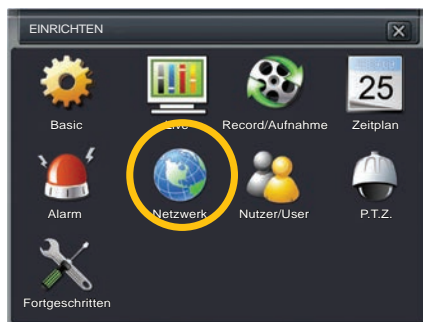 EINRICHTEN
25
Basic
Live
Record/Aufnahme
Zeitplan
Alarm
Netzwerk
Nutzer/User
P.T.Z.
Fortgeschritten